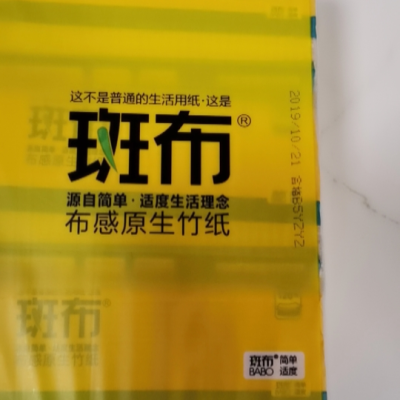 这不是普通的生活用纸·这是
斑布®
源自简单·适度生活理念
布感原生竹纸
2019/10/21 合格
斑布® 简单
BABO 适度